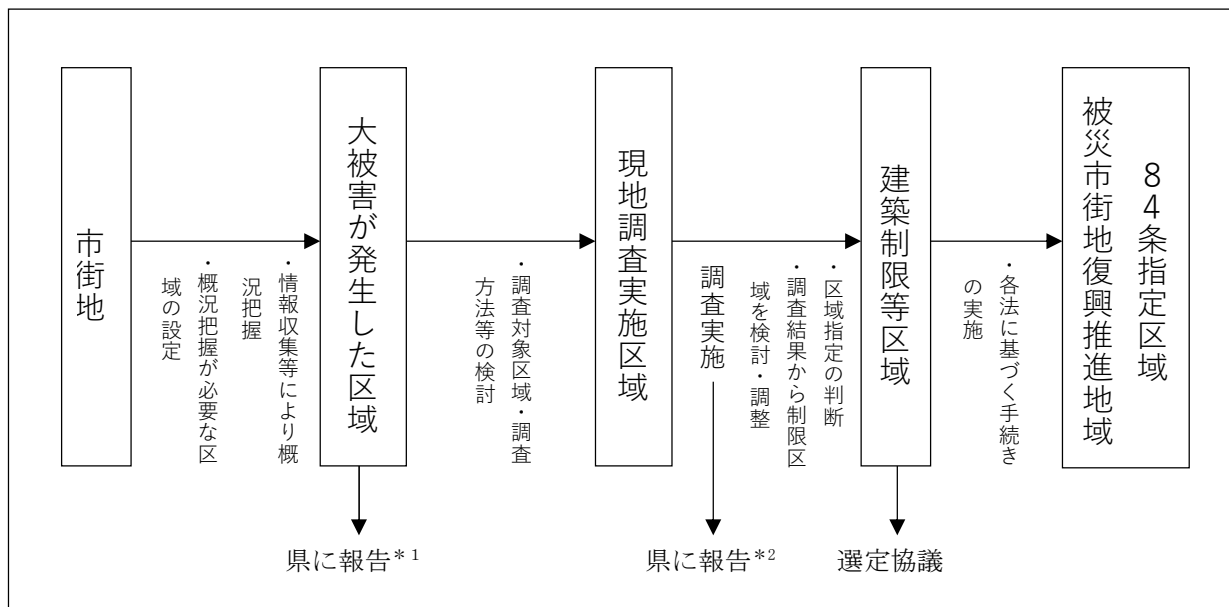 市街地
・情報収集等により概
況把握
・概況把握が必要な区
域の設定
大被害が発生した区域
県に報告*1
・調査対象区域・調査
方法等の検討
現地調査実施区域
調査実施
県に報告*2
・区域指定の判断
・調査結果から制限区
域を検討・調整
建築制限等区域
選定協議
・各法に基づく手続き
の実施
84条指定区域
被災市街地復興推進地域